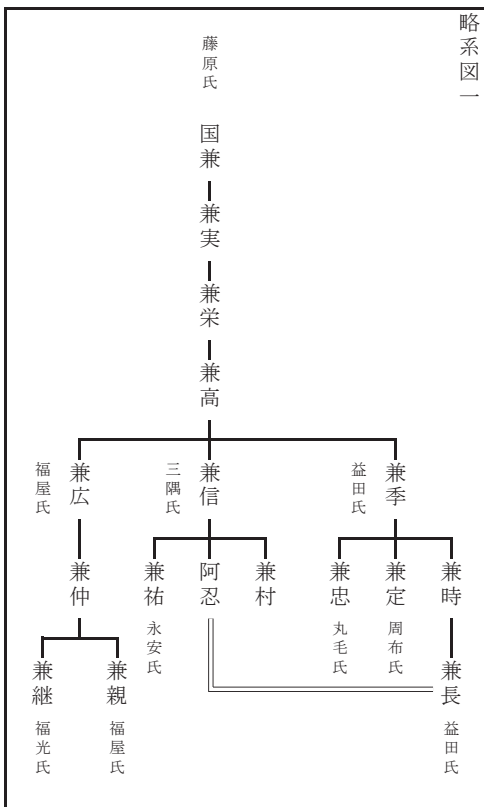 略系図一
藤原氏
国兼
兼実
兼栄
兼高
兼季
益田氏
兼信
三隅氏
兼広
福屋氏
兼時
兼定
周布氏
兼忠
丸毛氏
兼村
阿忍
兼祐
永安氏
兼仲
兼長
益田氏
兼親
福屋氏
兼継
福光氏